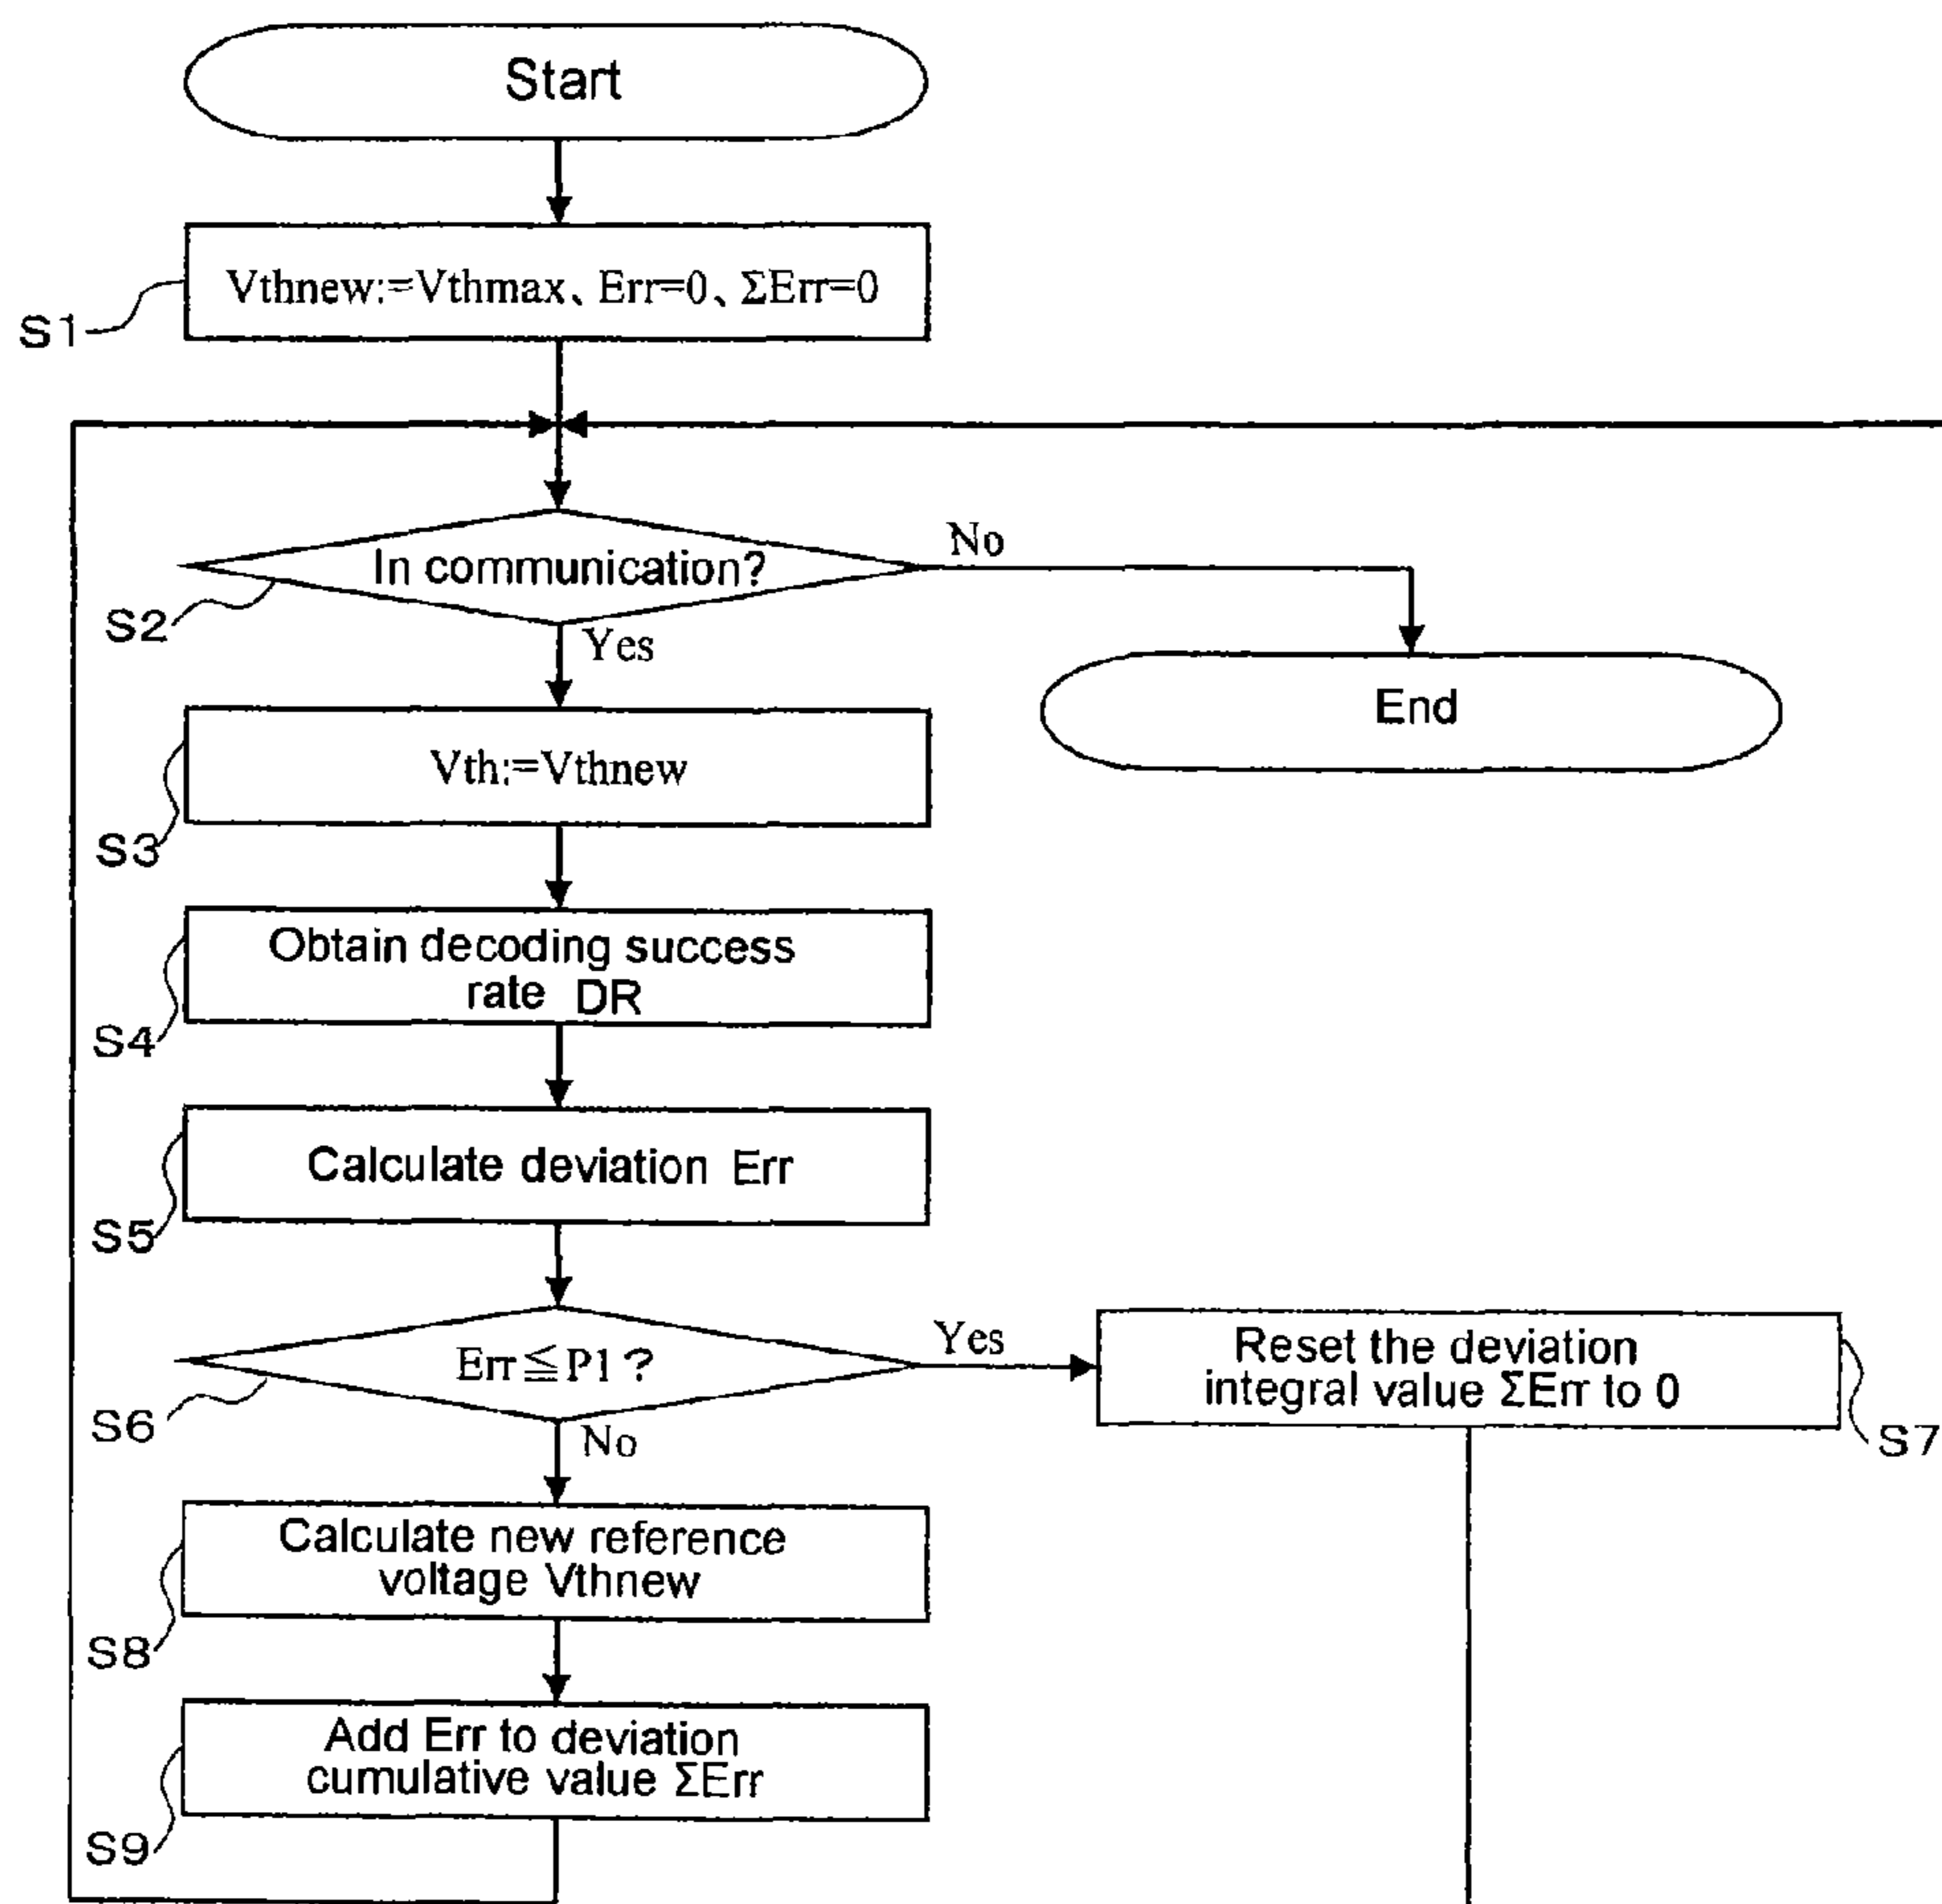 Start
Vthnew:=Vthmax、Err=0、ΣErr=0
S1
In communication?
No
S2
Yes
End
Vth:=Vthnew
S3
Obtain decoding success
rate DR
S4
Calculate deviation Err
S5
Err≦P1?
Yes
Reset the deviation
integral value ΣErr to 0
S6
No
S7
Calculate new reference
voltage Vthnew
S8
Add Err to deviation
cumulative value ΣErr
S9